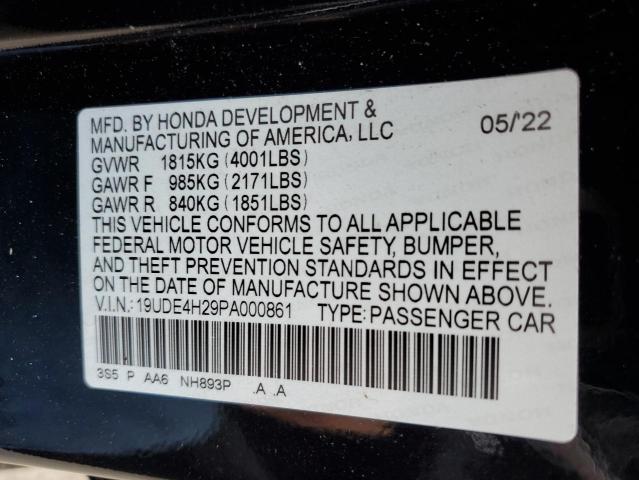 MFD. BY HONDA DEVELOPMENT &
MANUFACTURING OF AMERICA, LLC 05/'22
GVWR 1815KG (4001LBS)
GAWR F 985KG (2171LBS)
GAWR R 840KG (1851LBS)
THIS VEHICLE CONFORMS TO ALL APPLICABLE
FEDERAL MOTOR VEHICLE SAFETY, BUMPER,
AND THEFT PREVENTION STANDARDS IN EFFECT
ON THE DATE OF MANUFACTURE SHOWN ABOVE.
V.I.N.: 19UDE4H29PA000861 TYPE: PASSENGER CAR
3S5 P AA6 NH893P .A .A